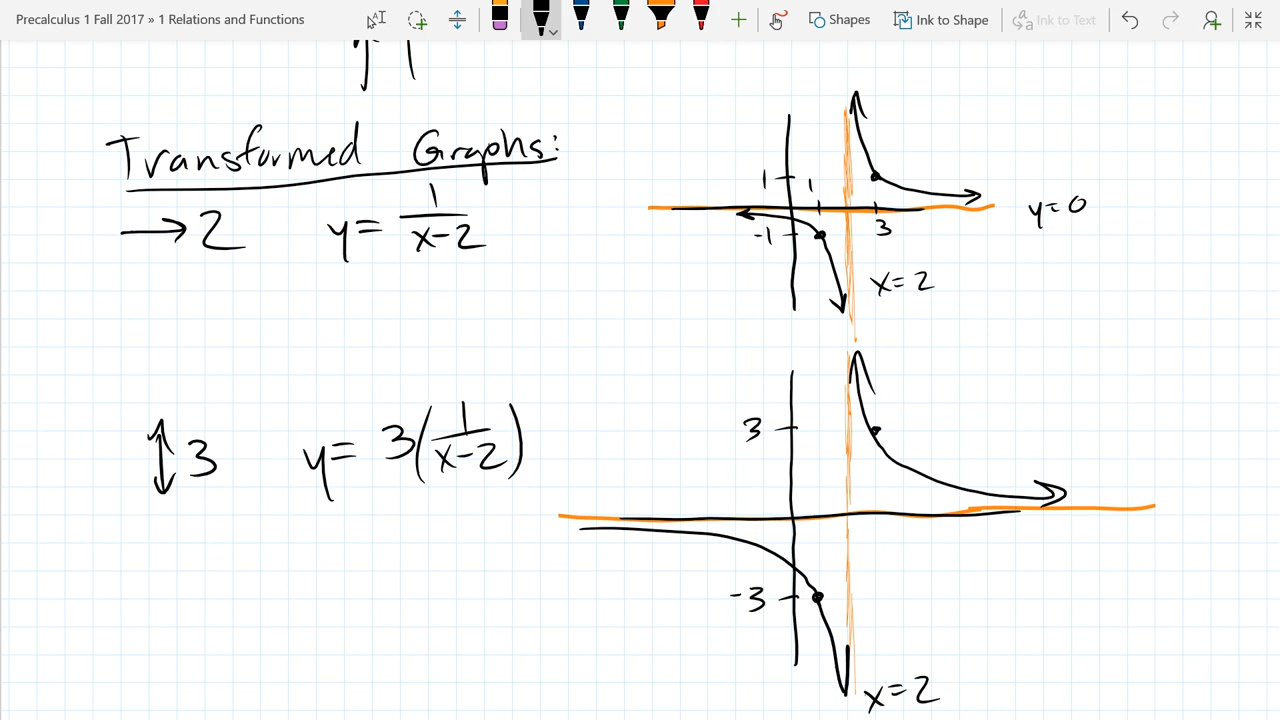 Precalculus 1 Fall 2017 » 1 Relations and Functions
Shapes
Ink to Shape
Ink to Text
Transformed Graphs:
→ 2 y = 1/(x-2)
1 1
-1 3
y = 0
x = 2
↕ 3 y = 3(1/(x-2))
3
-3
x = 2